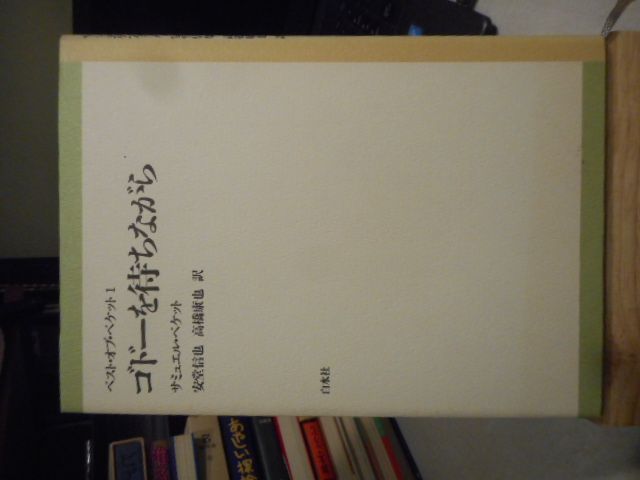 ベスト・オブ・ベケット1
ゴドーを待ちながら
サミュエル・ベケット
安堂信也 高橋康也 訳
白水社